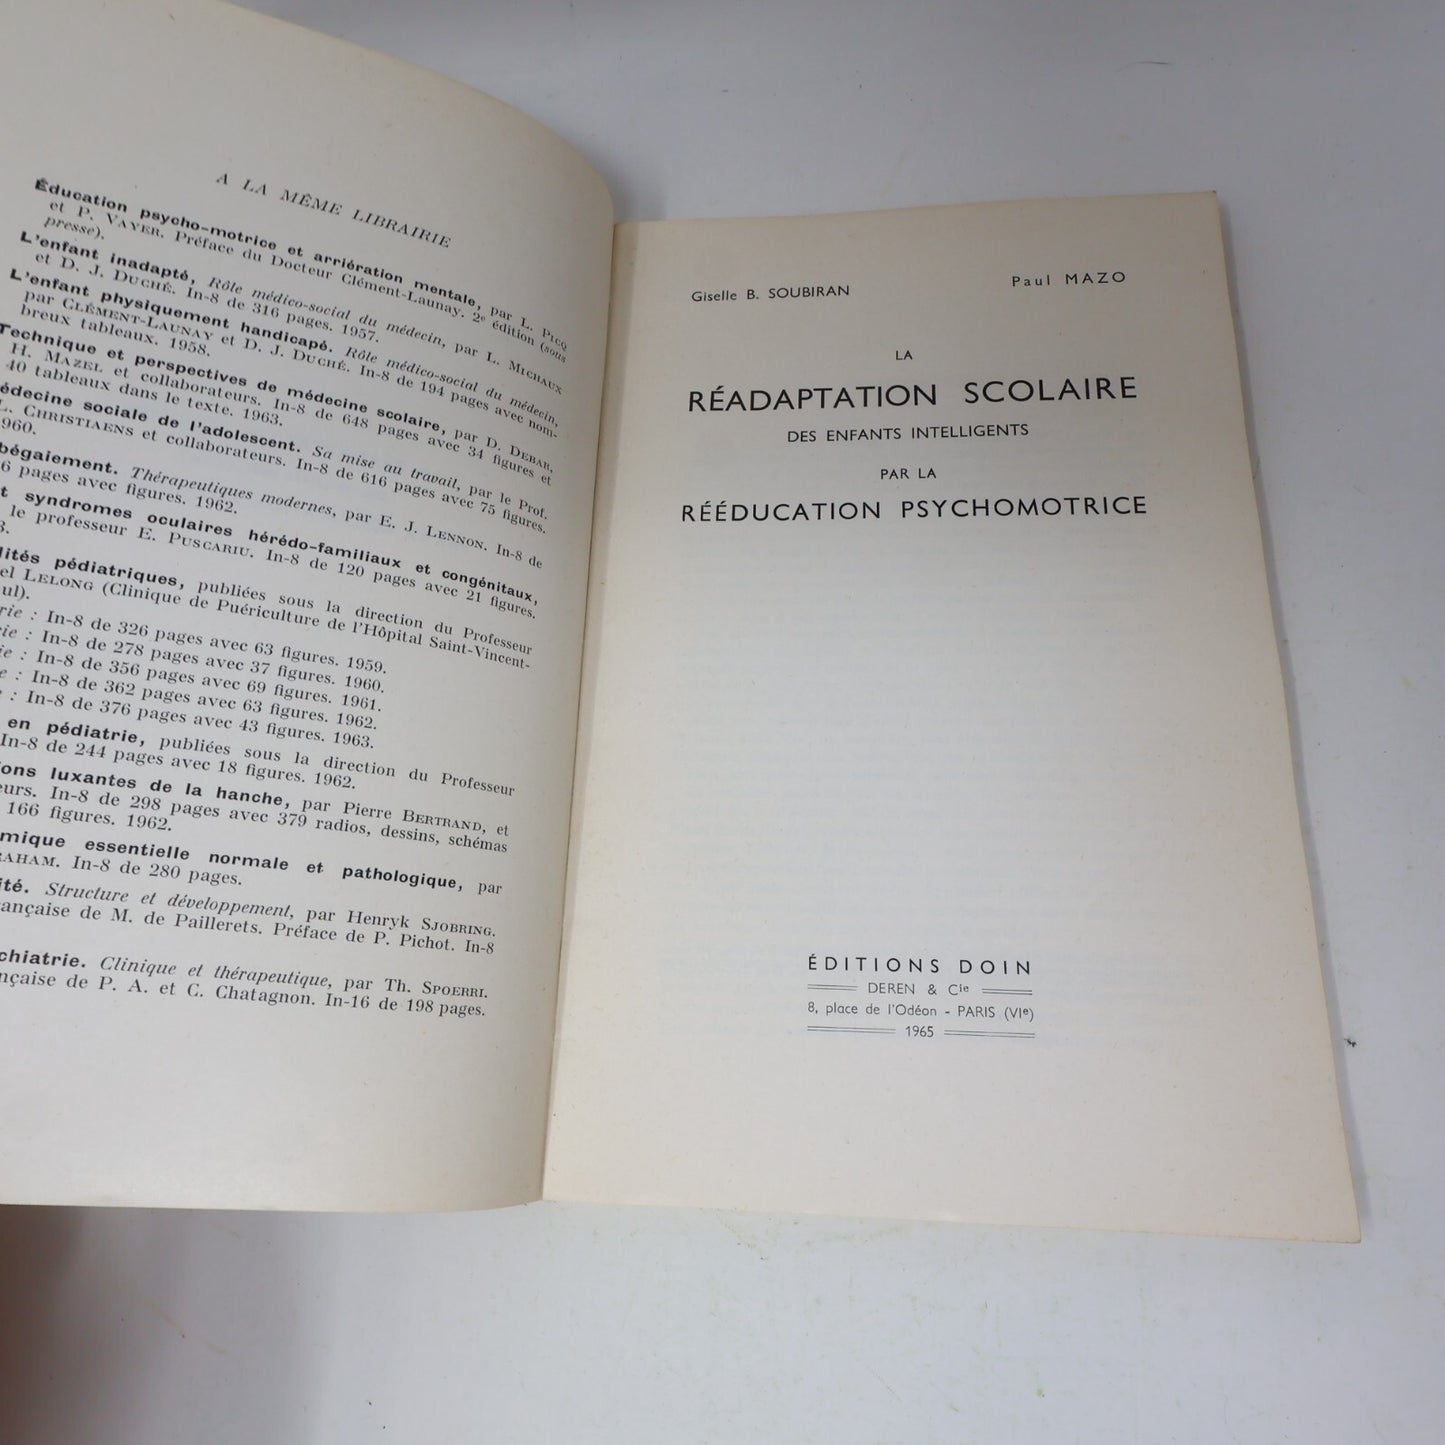 A LA MÊME LIBRAIRIE
Éducation psycho-motrice et arriération mentale, par L. PICQ
et P. VAYER. Préface du Docteur Clément-Launay. 2e édition (sous
presse).
L'enfant inadapté, Rôle médico-social du médecin, par L. MICHAUX
et D. J. DUCHÉ. In-8 de 316 pages. 1957.
L'enfant physiquement handicapé. Rôle médico-social du médecin,
par CLÉMENT-LAUNAY et D. J. DUCHÉ. In-8 de 194 pages avec nom-
breux tableaux. 1958.
Technique et perspectives de médecine scolaire, par D. DEBAR,
H. MAZEL et collaborateurs. In-8 de 648 pages avec 34 figures et
40 tableaux dans le texte. 1963.
édecine sociale de l'adolescent. Sa mise au travail, par le Prof.
L. CHRISTIAENS et collaborateurs. In-8 de 616 pages avec 75 figures.
1960.
bégaiement. Thérapeutiques modernes, par E. J. LENNON. In-8 de
6 pages avec figures. 1962.
t syndromes oculaires hérédo-familiaux et congénitaux,
le professeur E. PUSCARIU. In-8 de 120 pages avec 21 figures.
3.
lités pédiatriques, publiées sous la direction du Professeur
el LELONG (Clinique de Puériculture de l'Hôpital Saint-Vincent-
ul).
rie : In-8 de 326 pages avec 63 figures. 1959.
rie : In-8 de 278 pages avec 37 figures. 1960.
ie : In-8 de 356 pages avec 69 figures. 1961.
e : In-8 de 362 pages avec 63 figures. 1962.
: In-8 de 376 pages avec 43 figures. 1963.
en pédiatrie, publiées sous la direction du Professeur
In-8 de 244 pages avec 18 figures. 1962.
ions luxantes de la hanche, par Pierre BERTRAND, et
eurs. In-8 de 298 pages avec 379 radios, dessins, schémas
166 figures. 1962.
mique essentielle normale et pathologique, par
RAHAM. In-8 de 280 pages.
ité. Structure et développement, par Henryk SJOBRING.
ançaise de M. de Paillerets. Préface de P. Pichot. In-8
chiatrie. Clinique et thérapeutique, par Th. SPOERRI.
nçaise de P. A. et C. Chatagnon. In-16 de 198 pages.
Giselle B. SOUBIRAN Paul MAZO
LA
RÉADAPTATION SCOLAIRE
DES ENFANTS INTELLIGENTS
PAR LA
RÉÉDUCATION PSYCHOMOTRICE
ÉDITIONS DOIN
DEREN & Cie
8, place de l'Odéon - PARIS (VIe)
1965